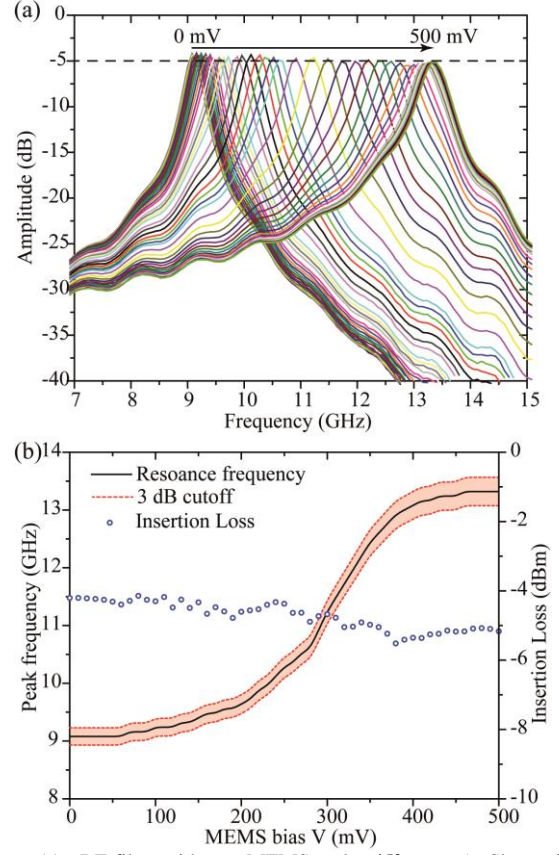 (a)
0 mV 500 mV
-5
-10
-15
-20
-25
-30
-35
-40
Amplitude (dB)
7 8 9 10 11 12 13 14 15
Frequency (GHz)
(b)
14
13
12
11
10
9
8
Peak frequency (GHz)
Resoance frequency
3 dB cutoff
Insertion Loss
0
-2
-4
-6
-8
-10
Insertion Loss (dBm)
0 100 200 300 400 500
MEMS bias V (mV)